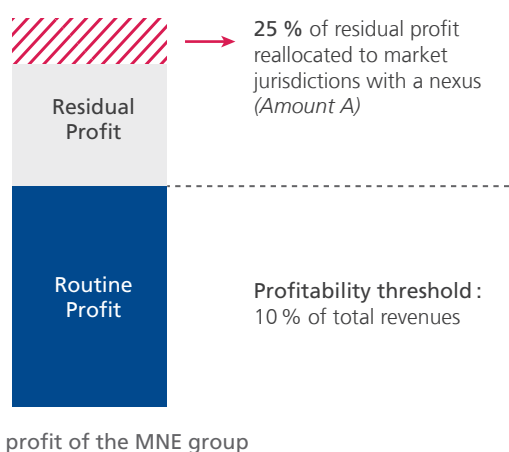 25 % of residual profit
reallocated to market
jurisdictions with a nexus
(Amount A)
Residual
Profit
Routine
Profit
Profitability threshold :
10 % of total revenues
profit of the MNE group